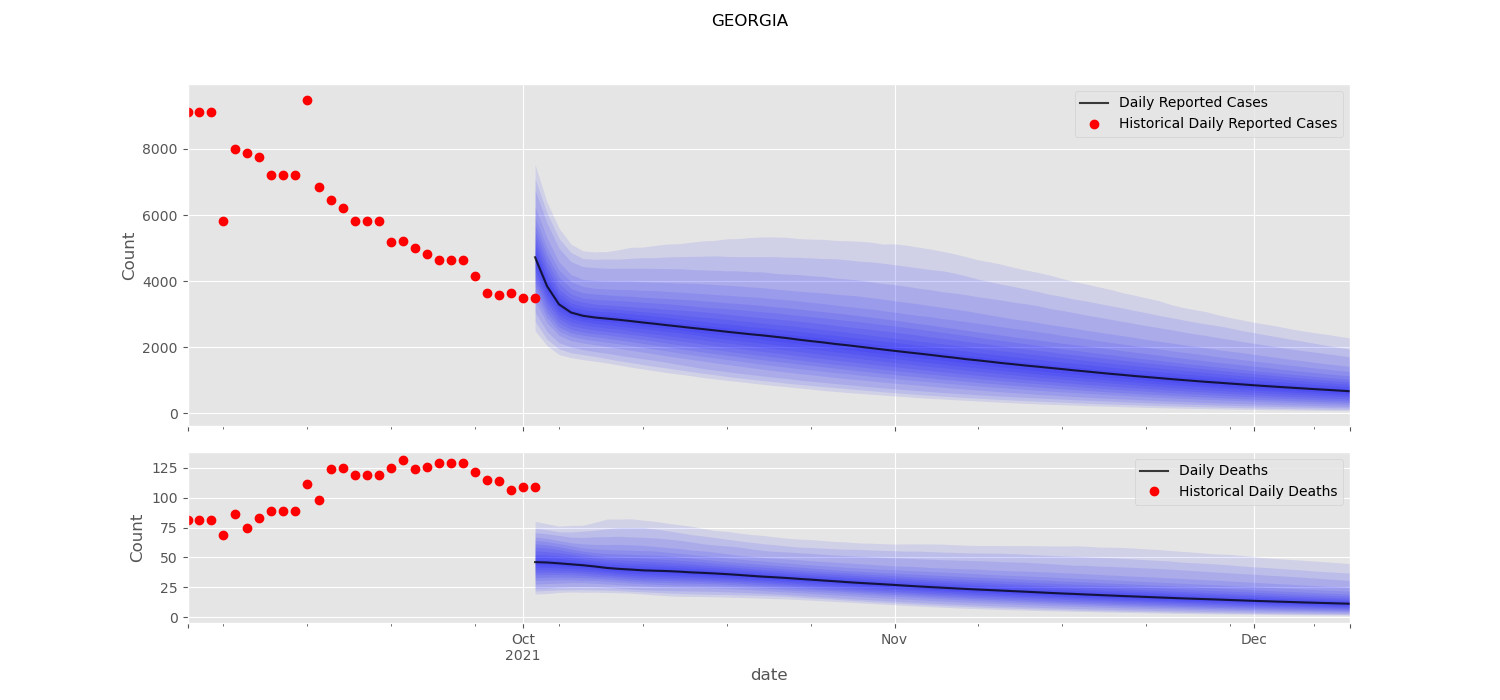 GEORGIA
Daily Reported Cases
Historical Daily Reported Cases
8000
6000
4000
2000
0
Count
Daily Deaths
Historical Daily Deaths
125
100
75
50
25
0
Count
Oct
2021
Nov
Dec
date